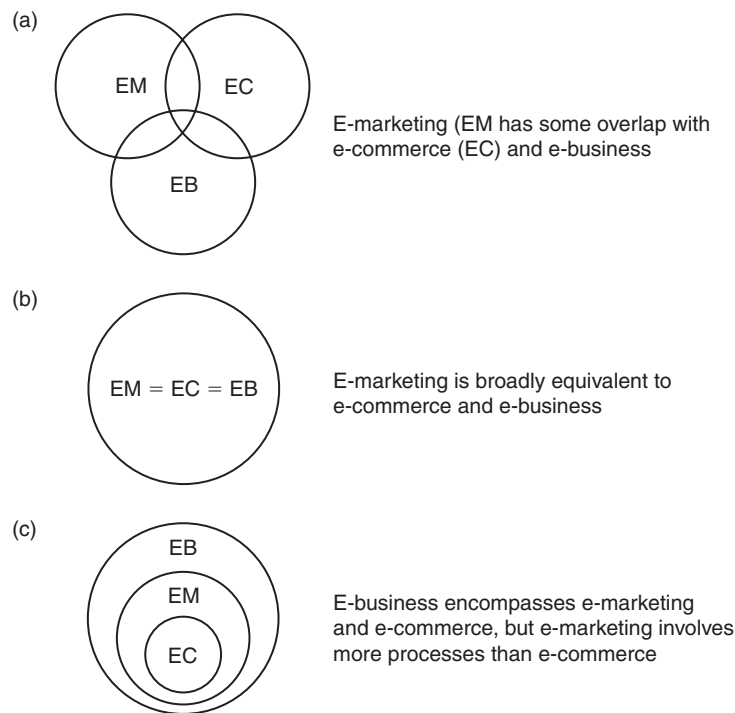 (a)
EM
EC
EB
E-marketing (EM has some overlap with
e-commerce (EC) and e-business
(b)
EM = EC = EB
E-marketing is broadly equivalent to
e-commerce and e-business
(c)
EB
EM
EC
E-business encompasses e-marketing
and e-commerce, but e-marketing involves
more processes than e-commerce